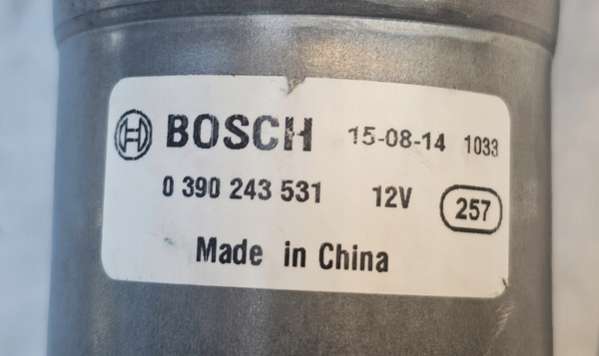 BOSCH 15-08-14 1033
0 390 243 531 12V 257
Made in China